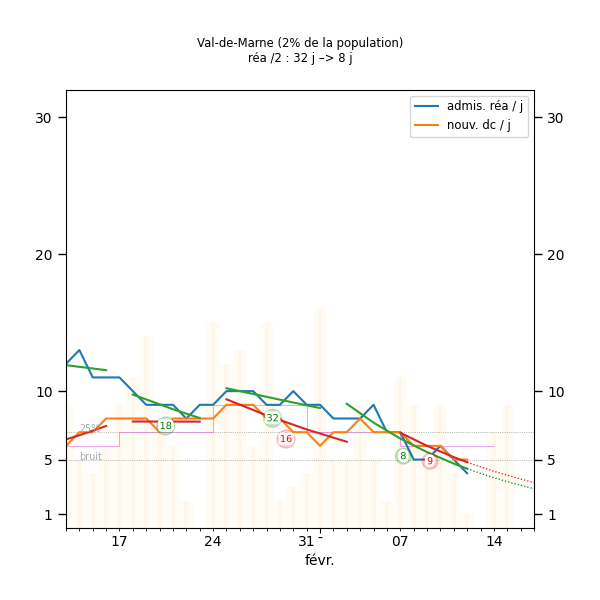 Val-de-Marne (2% de la population)
réa /2 : 32 j –> 8 j
admis. réa / j
nouv. dc / j
30 30
20 20
10 10
25%
18
32
16
8
9
bruit
5 5
1 1
17 24 31 - 07 14
févr.